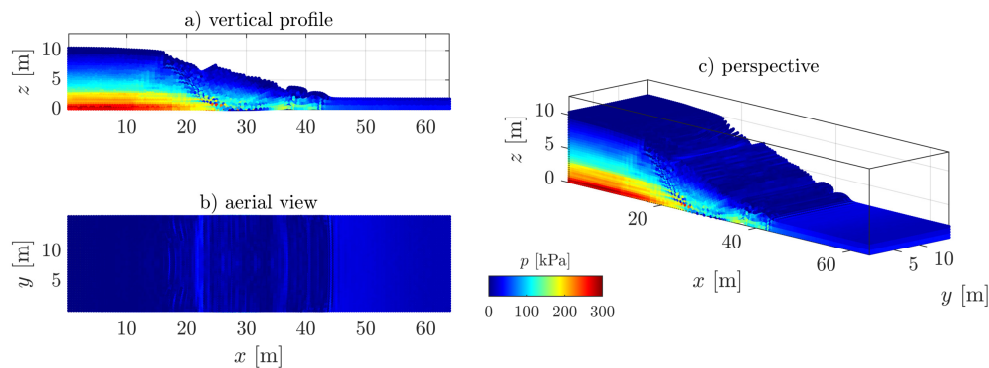 a) vertical profile
z [m]
10
5
0
10 20 30 40 50 60
b) aerial view
y [m]
10
5
10 20 30 40 50 60
x [m]
c) perspective
z [m]
10
5
0
20
40
60
x [m]
5
10
y [m]
p [kPa]
0 100 200 300